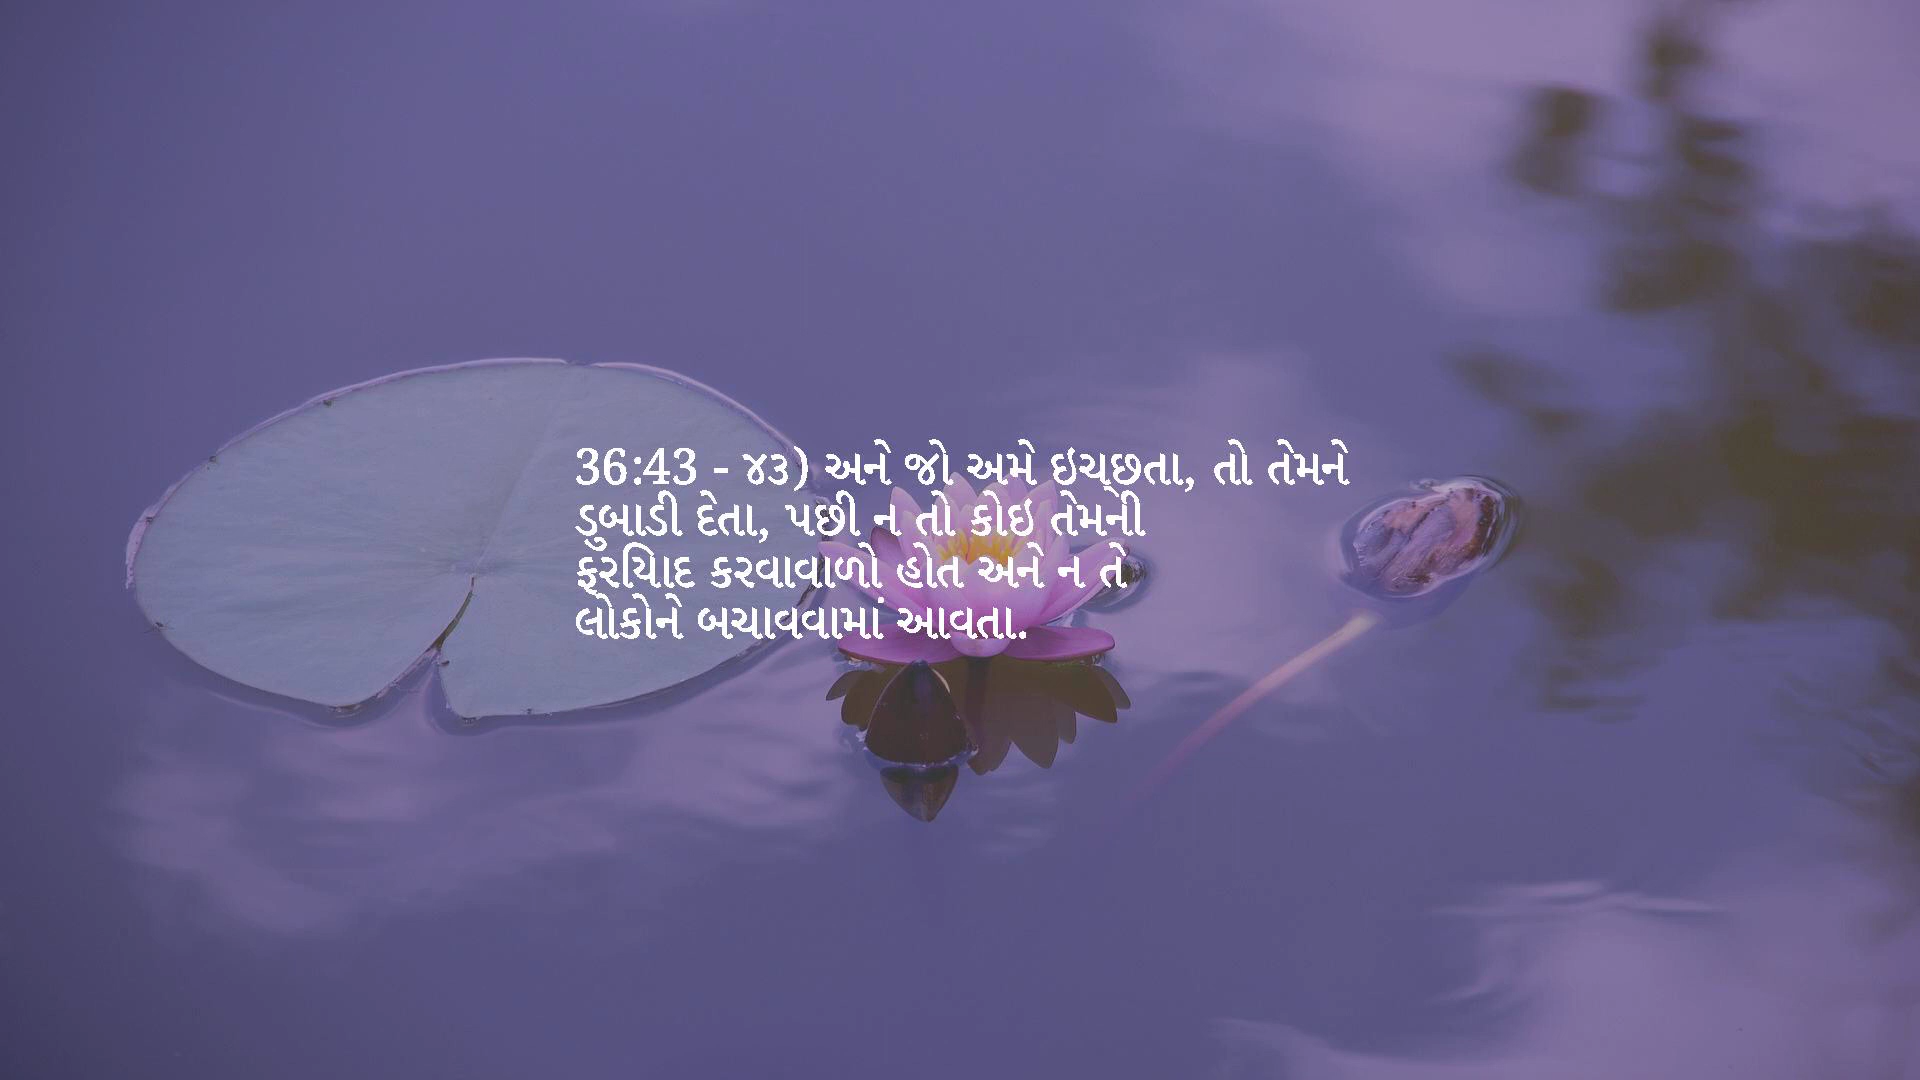 36:43 - ૪૩) અને જો અમે ઇચ્છતા, તો તેમને
ડુબાડી દેતા, પછી ન તો કોઇ તેમની
ફરિયાદ કરવાવાળો હોત અને ન તે
લોકોને બચાવવામાં આવતા.